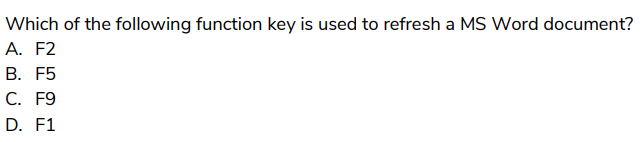 Which of the following function key is used to refresh a MS Word document?
A. F2
B. F5
C. F9
D. F1